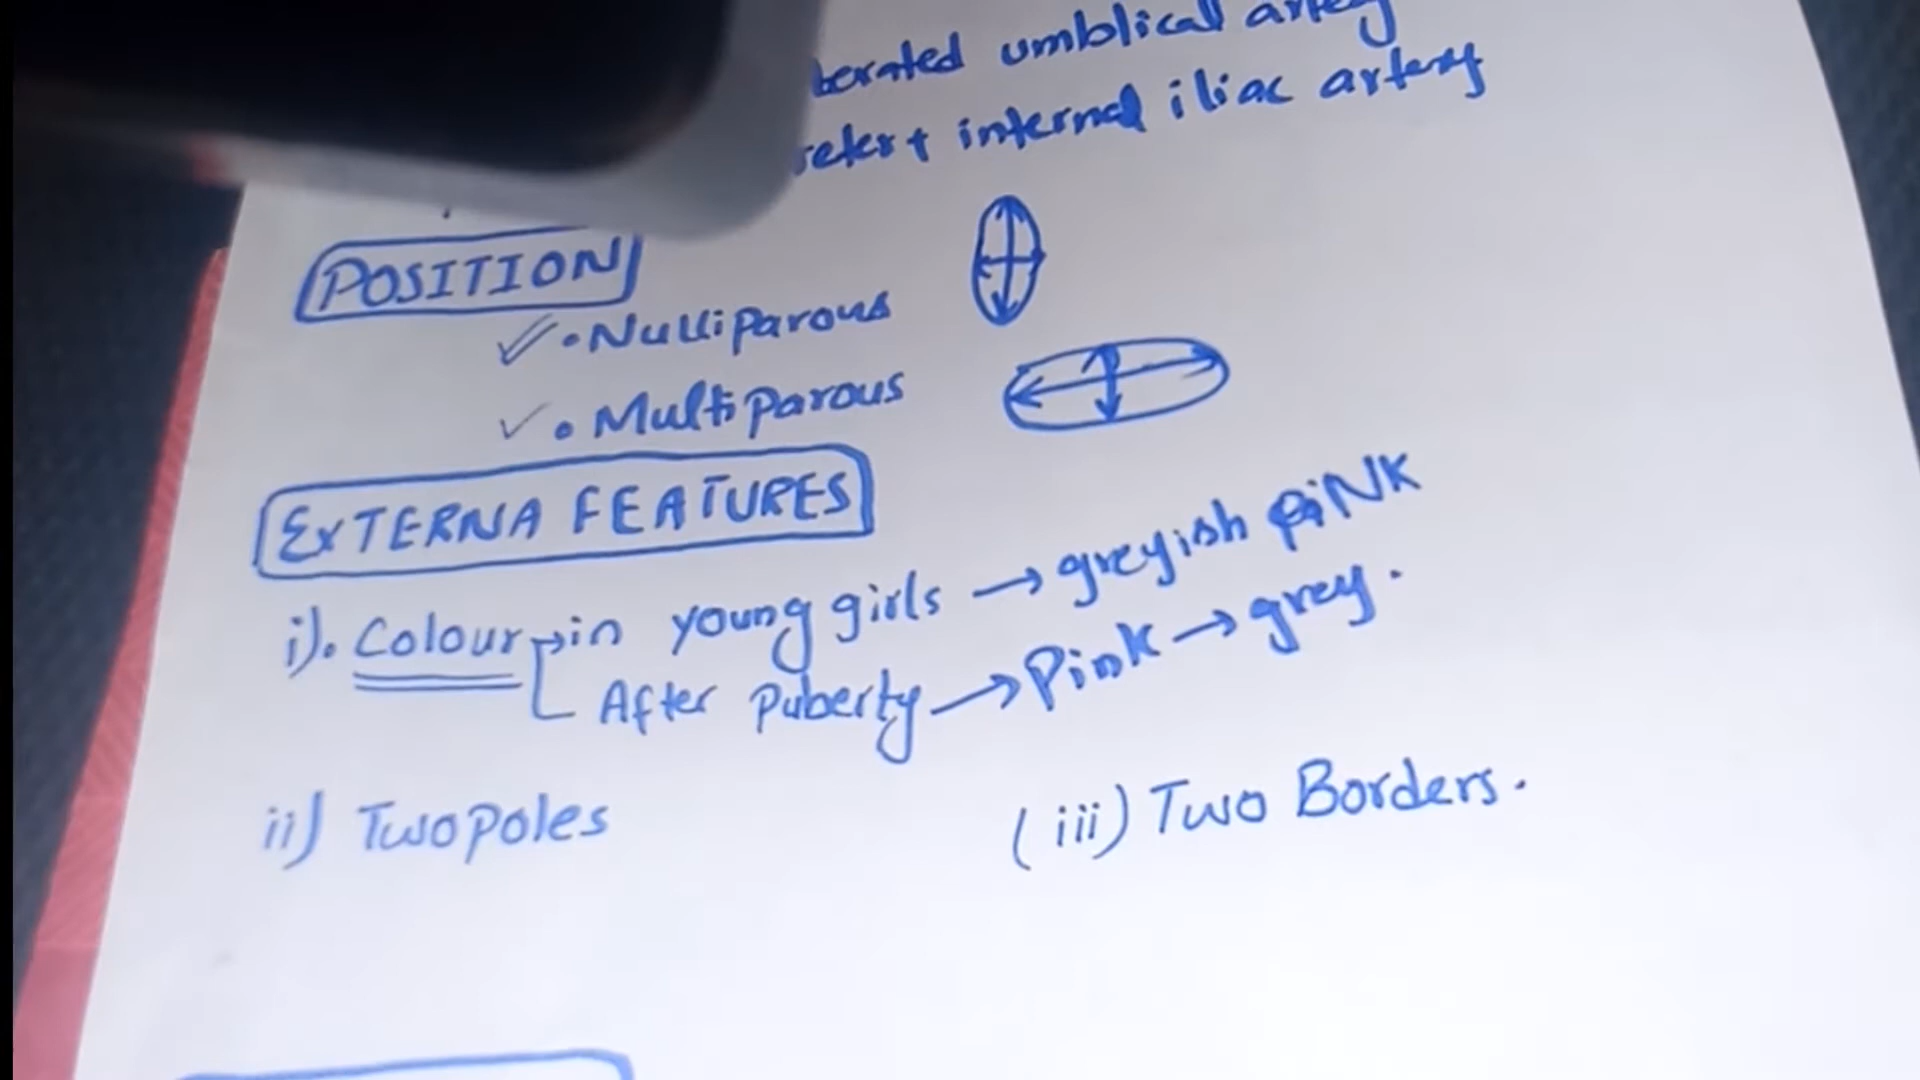 umblical artery
+ internal iliac artery
POSITION
• Nulliparous
• Multiparous
EXTERNA FEATURES
i). Colour → in young girls → greyish piNK
After Puberty → Pink → grey.
ii) Two poles
(iii) Two Borders.